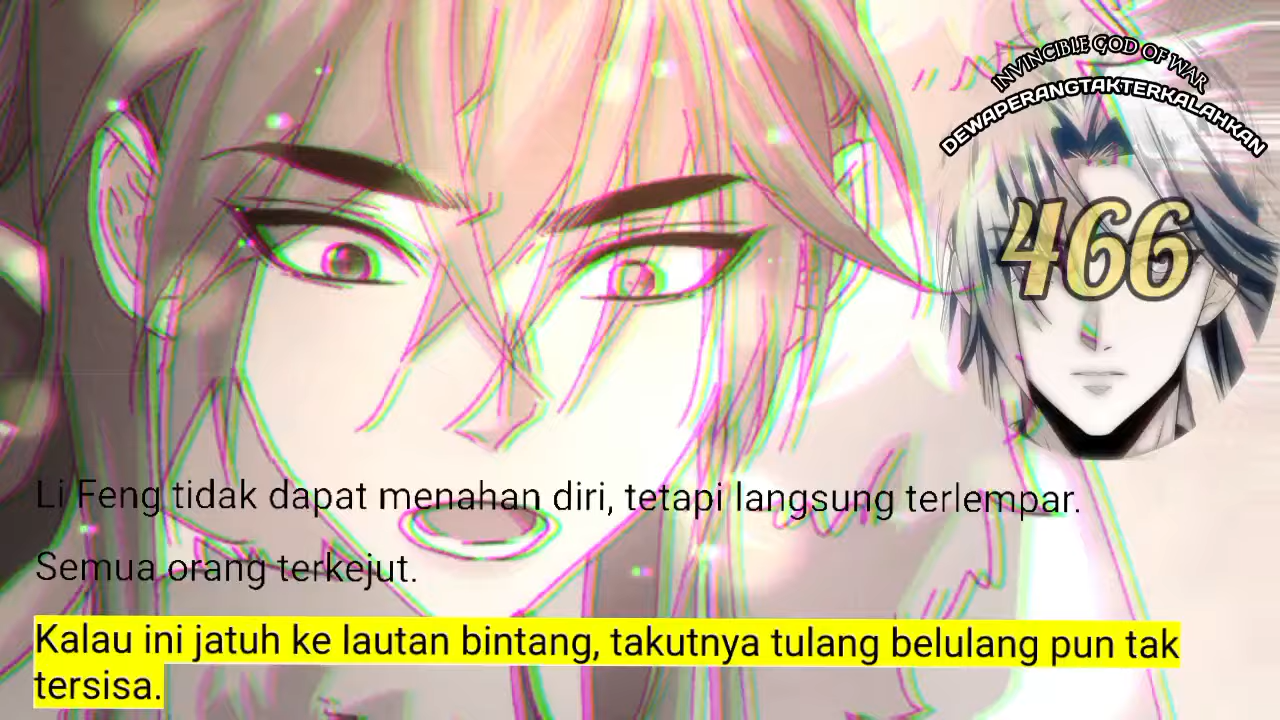 INVINCIBLE GOD OF WAR
DEWAPERANGTAKTERKALAHKAN
466
Li Feng tidak dapat menahan diri, tetapi langsung terlempar.
Semua orang terkejut.
Kalau ini jatuh ke lautan bintang, takutnya tulang belulang pun tak
tersisa.